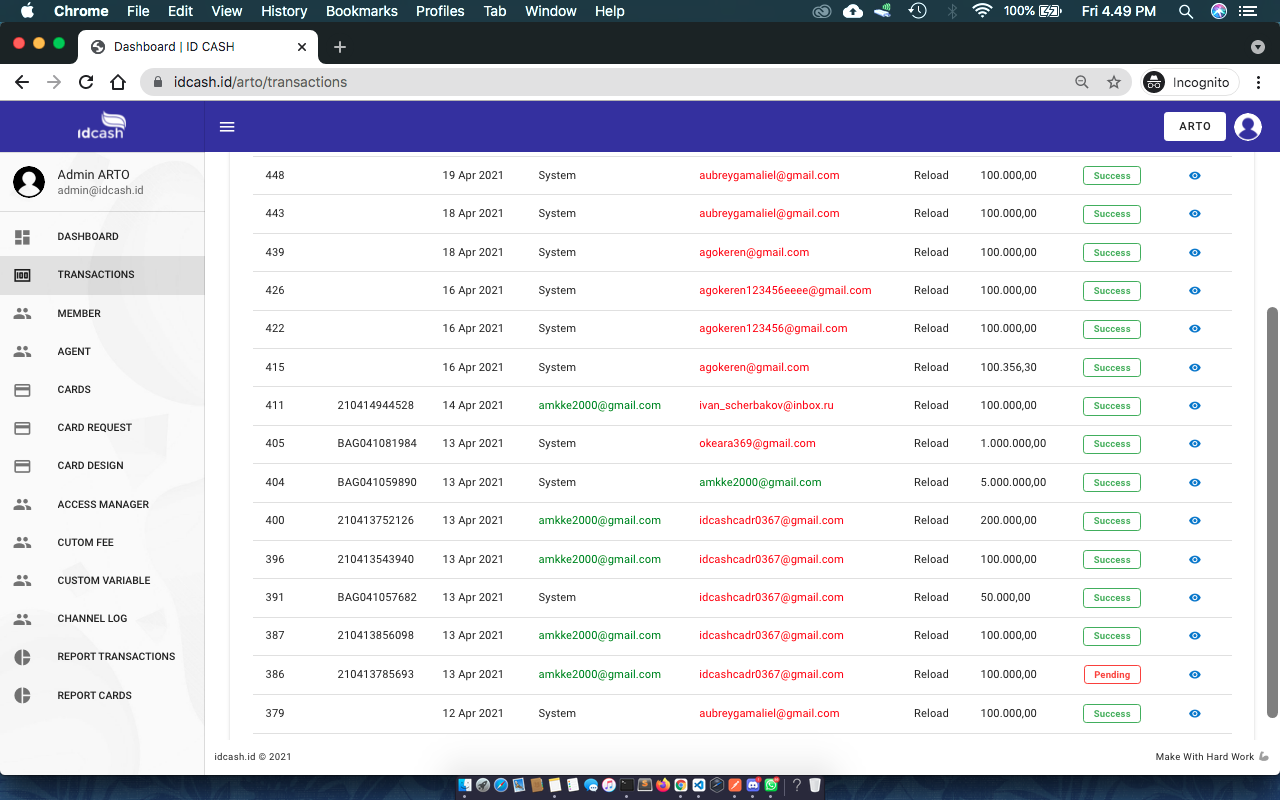 Chrome File Edit View History Bookmarks Profiles Tab Window Help 100% Fri 4.49 PM
Dashboard | ID CASH
idcash.id/arto/transactions Incognito
idcash ARTO
Admin ARTO
admin@idcash.id
DASHBOARD
TRANSACTIONS
MEMBER
AGENT
CARDS
CARD REQUEST
CARD DESIGN
ACCESS MANAGER
CUTOM FEE
CUSTOM VARIABLE
CHANNEL LOG
REPORT TRANSACTIONS
REPORT CARDS
448 19 Apr 2021 System aubreygamaliel@gmail.com Reload 100.000,00 Success
443 18 Apr 2021 System aubreygamaliel@gmail.com Reload 100.000,00 Success
439 18 Apr 2021 System agokeren@gmail.com Reload 100.000,00 Success
426 16 Apr 2021 System agokeren123456eeee@gmail.com Reload 100.000,00 Success
422 16 Apr 2021 System agokeren123456@gmail.com Reload 100.000,00 Success
415 16 Apr 2021 System agokeren@gmail.com Reload 100.356,30 Success
411 210414944528 14 Apr 2021 amkke2000@gmail.com ivan_scherbakov@inbox.ru Reload 100.000,00 Success
405 BAG041081984 13 Apr 2021 System okeara369@gmail.com Reload 1.000.000,00 Success
404 BAG041059890 13 Apr 2021 System amkke2000@gmail.com Reload 5.000.000,00 Success
400 210413752126 13 Apr 2021 amkke2000@gmail.com idcashcadr0367@gmail.com Reload 200.000,00 Success
396 210413543940 13 Apr 2021 amkke2000@gmail.com idcashcadr0367@gmail.com Reload 100.000,00 Success
391 BAG041057682 13 Apr 2021 System idcashcadr0367@gmail.com Reload 50.000,00 Success
387 210413856098 13 Apr 2021 amkke2000@gmail.com idcashcadr0367@gmail.com Reload 100.000,00 Success
386 210413785693 13 Apr 2021 amkke2000@gmail.com idcashcadr0367@gmail.com Reload 100.000,00 Pending
379 12 Apr 2021 System aubreygamaliel@gmail.com Reload 100.000,00 Success
idcash.id © 2021 Make With Hard Work 💪